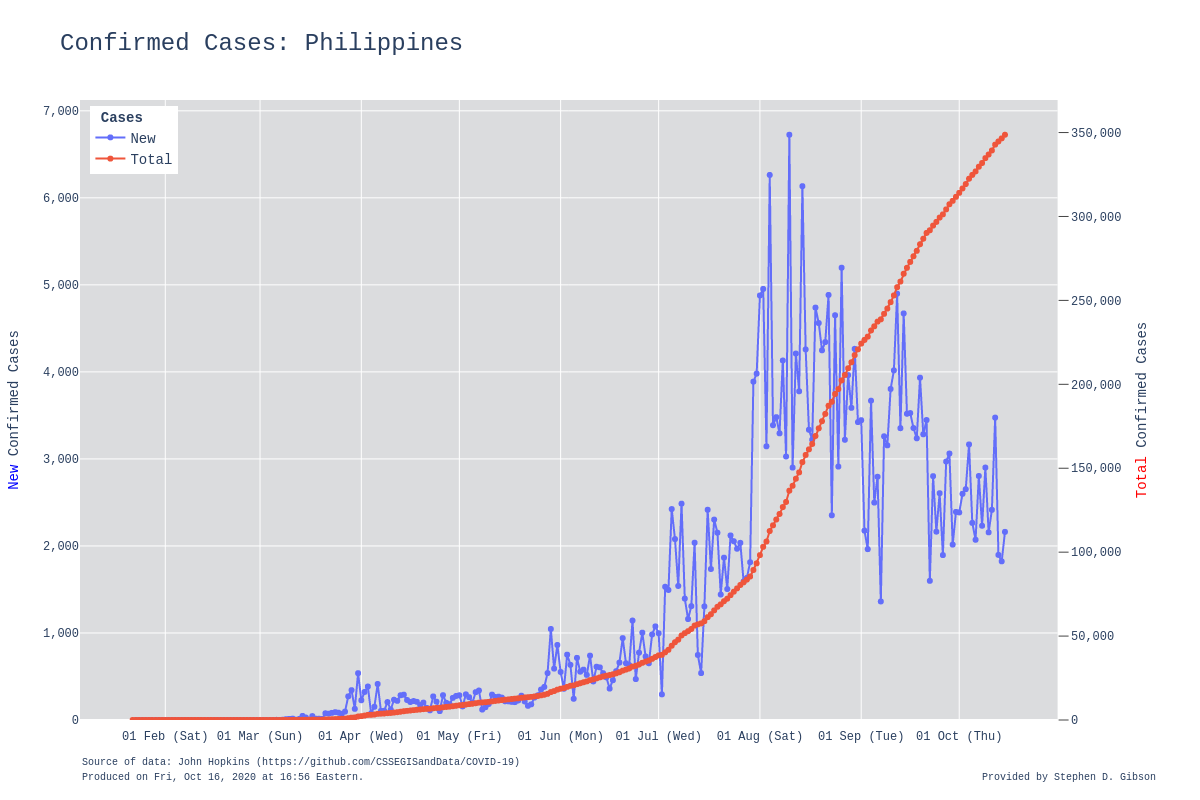 Confirmed Cases: Philippines
Cases
New
Total
7,000
6,000
5,000
4,000
3,000
2,000
1,000
0
350,000
300,000
250,000
200,000
150,000
100,000
50,000
0
New Confirmed Cases
Total Confirmed Cases
01 Feb (Sat) 01 Mar (Sun) 01 Apr (Wed) 01 May (Fri) 01 Jun (Mon) 01 Jul (Wed) 01 Aug (Sat) 01 Sep (Tue) 01 Oct (Thu)
Source of data: John Hopkins (https://github.com/CSSEGISandData/COVID-19)
Produced on Fri, Oct 16, 2020 at 16:56 Eastern.
Provided by Stephen D. Gibson